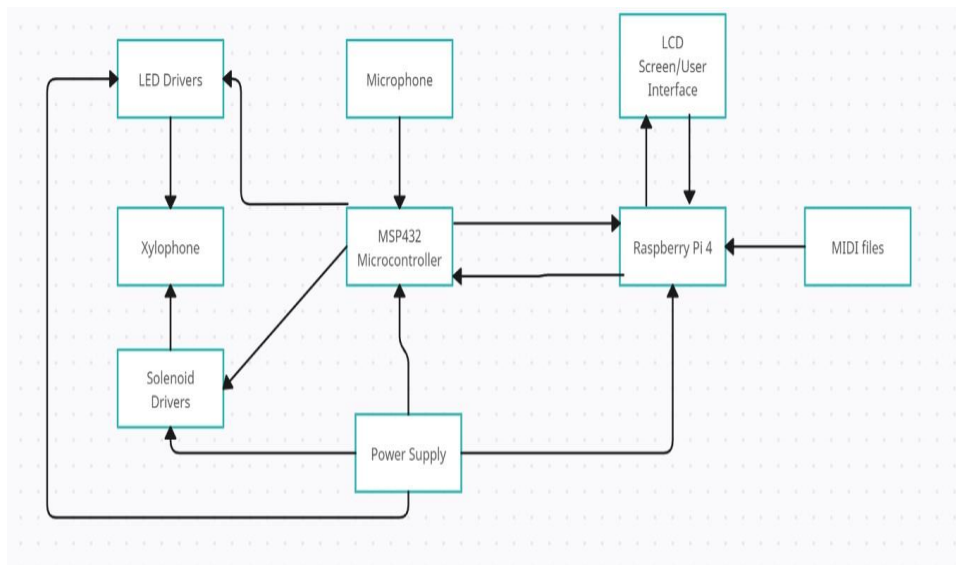 LED Drivers
Microphone
LCD
Screen/User
Interface
Xylophone
MSP432
Microcontroller
Raspberry Pi 4
MIDI files
Solenoid
Drivers
Power Supply